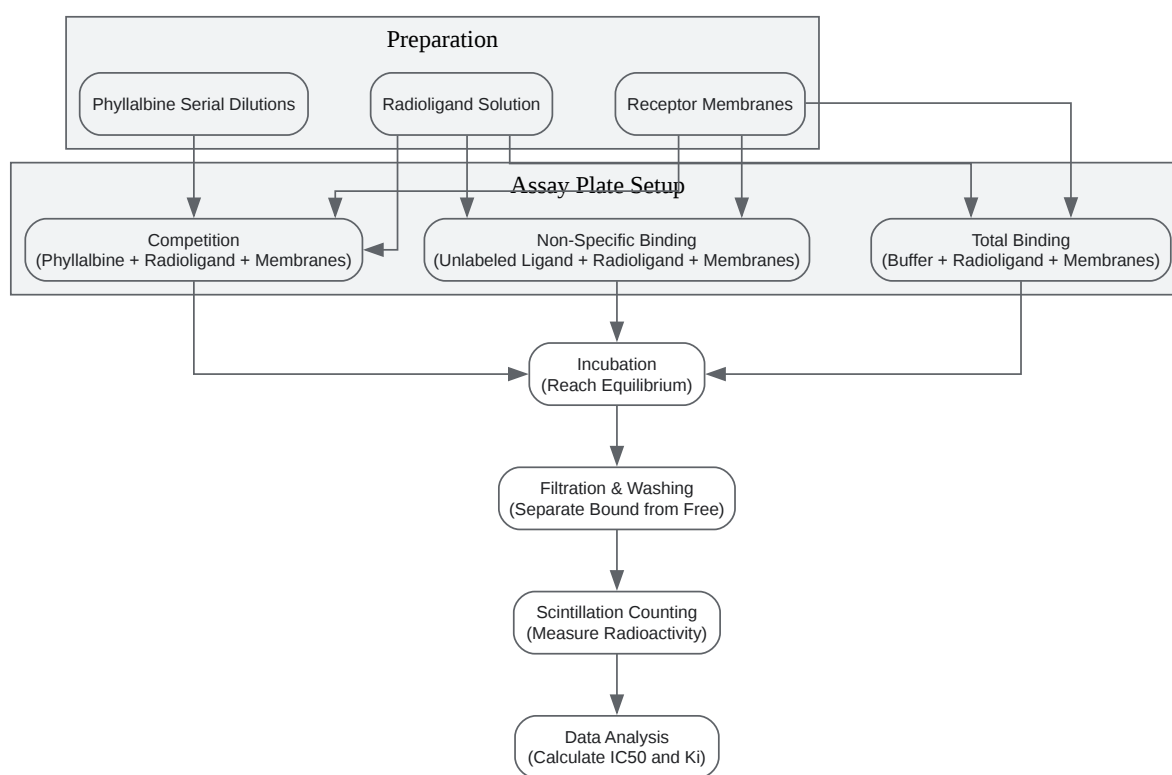 Preparation
Phyllalbine Serial Dilutions
Radioligand Solution
Receptor Membranes
Assay Plate Setup
Competition
(Phyllalbine + Radioligand + Membranes)
Non-Specific Binding
(Unlabeled Ligand + Radioligand + Membranes)
Total Binding
(Buffer + Radioligand + Membranes)
Incubation
(Reach Equilibrium)
Filtration & Washing
(Separate Bound from Free)
Scintillation Counting
(Measure Radioactivity)
Data Analysis
(Calculate IC50 and Ki)